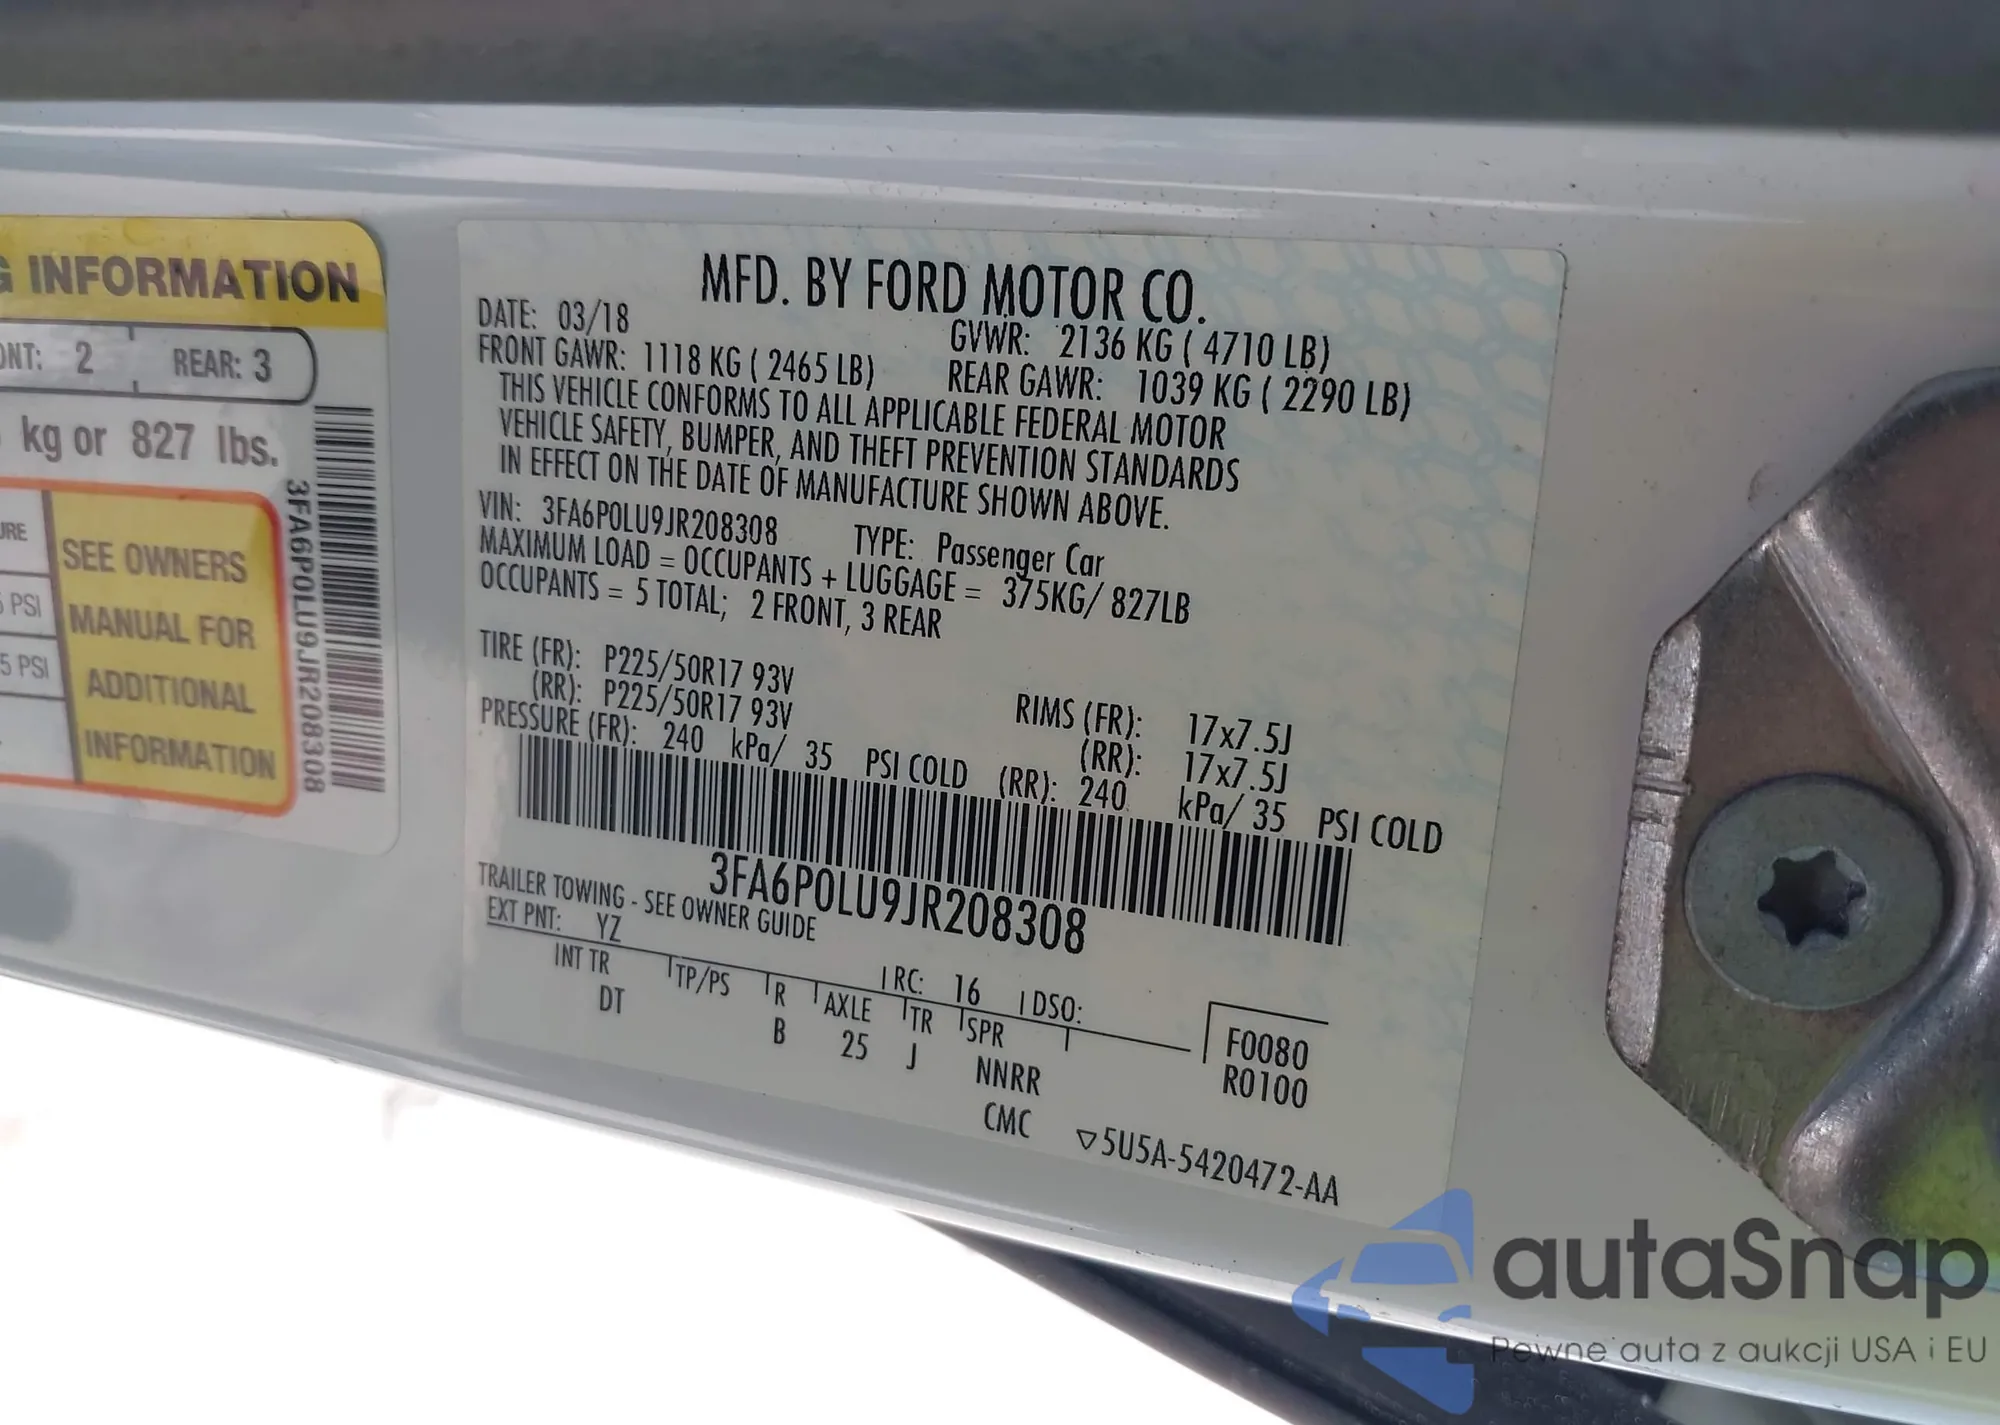 G INFORMATION
ONT: 2 REAR: 3
kg or 827 lbs.
URE
PSI
5 PSI
SEE OWNERS
MANUAL FOR
ADDITIONAL
INFORMATION
3FA6P0LU9JR208308
MFD. BY FORD MOTOR CO.
DATE: 03/18 GVWR: 2136 KG ( 4710 LB)
FRONT GAWR: 1118 KG ( 2465 LB) REAR GAWR: 1039 KG ( 2290 LB)
THIS VEHICLE CONFORMS TO ALL APPLICABLE FEDERAL MOTOR
VEHICLE SAFETY, BUMPER, AND THEFT PREVENTION STANDARDS
IN EFFECT ON THE DATE OF MANUFACTURE SHOWN ABOVE.
VIN: 3FA6P0LU9JR208308 TYPE: Passenger Car
MAXIMUM LOAD = OCCUPANTS + LUGGAGE = 375KG/ 827LB
OCCUPANTS = 5 TOTAL; 2 FRONT, 3 REAR
TIRE (FR): P225/50R17 93V RIMS (FR): 17x7.5J
(RR): P225/50R17 93V (RR): 17x7.5J
PRESSURE (FR): 240 kPa/ 35 PSI COLD (RR): 240 kPa/ 35 PSI COLD
3FA6P0LU9JR208308
TRAILER TOWING - SEE OWNER GUIDE
EXT PNT: YZ RC: 16 DSO:
INT TR TP/PS R AXLE TR SPR
DT B 25 J NNRR
CMC
F0080
R0100
▽5U5A-5420472-AA
autaSnap
Pewne auta z aukcji USA i EU